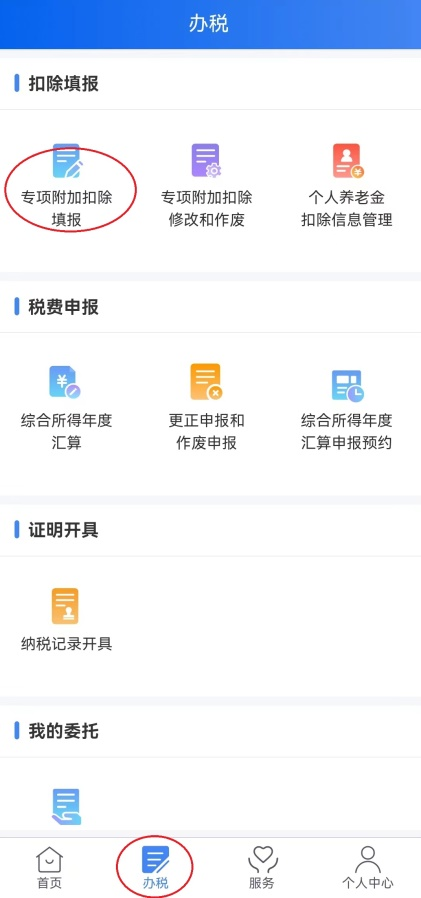 办税
扣除填报
专项附加扣除
填报
专项附加扣除
修改和作废
个人养老金
扣除信息管理
税费申报
综合所得年度
汇算
更正申报和
作废申报
综合所得年度
汇算申报预约
证明开具
纳税记录开具
我的委托
首页
办税
服务
个人中心